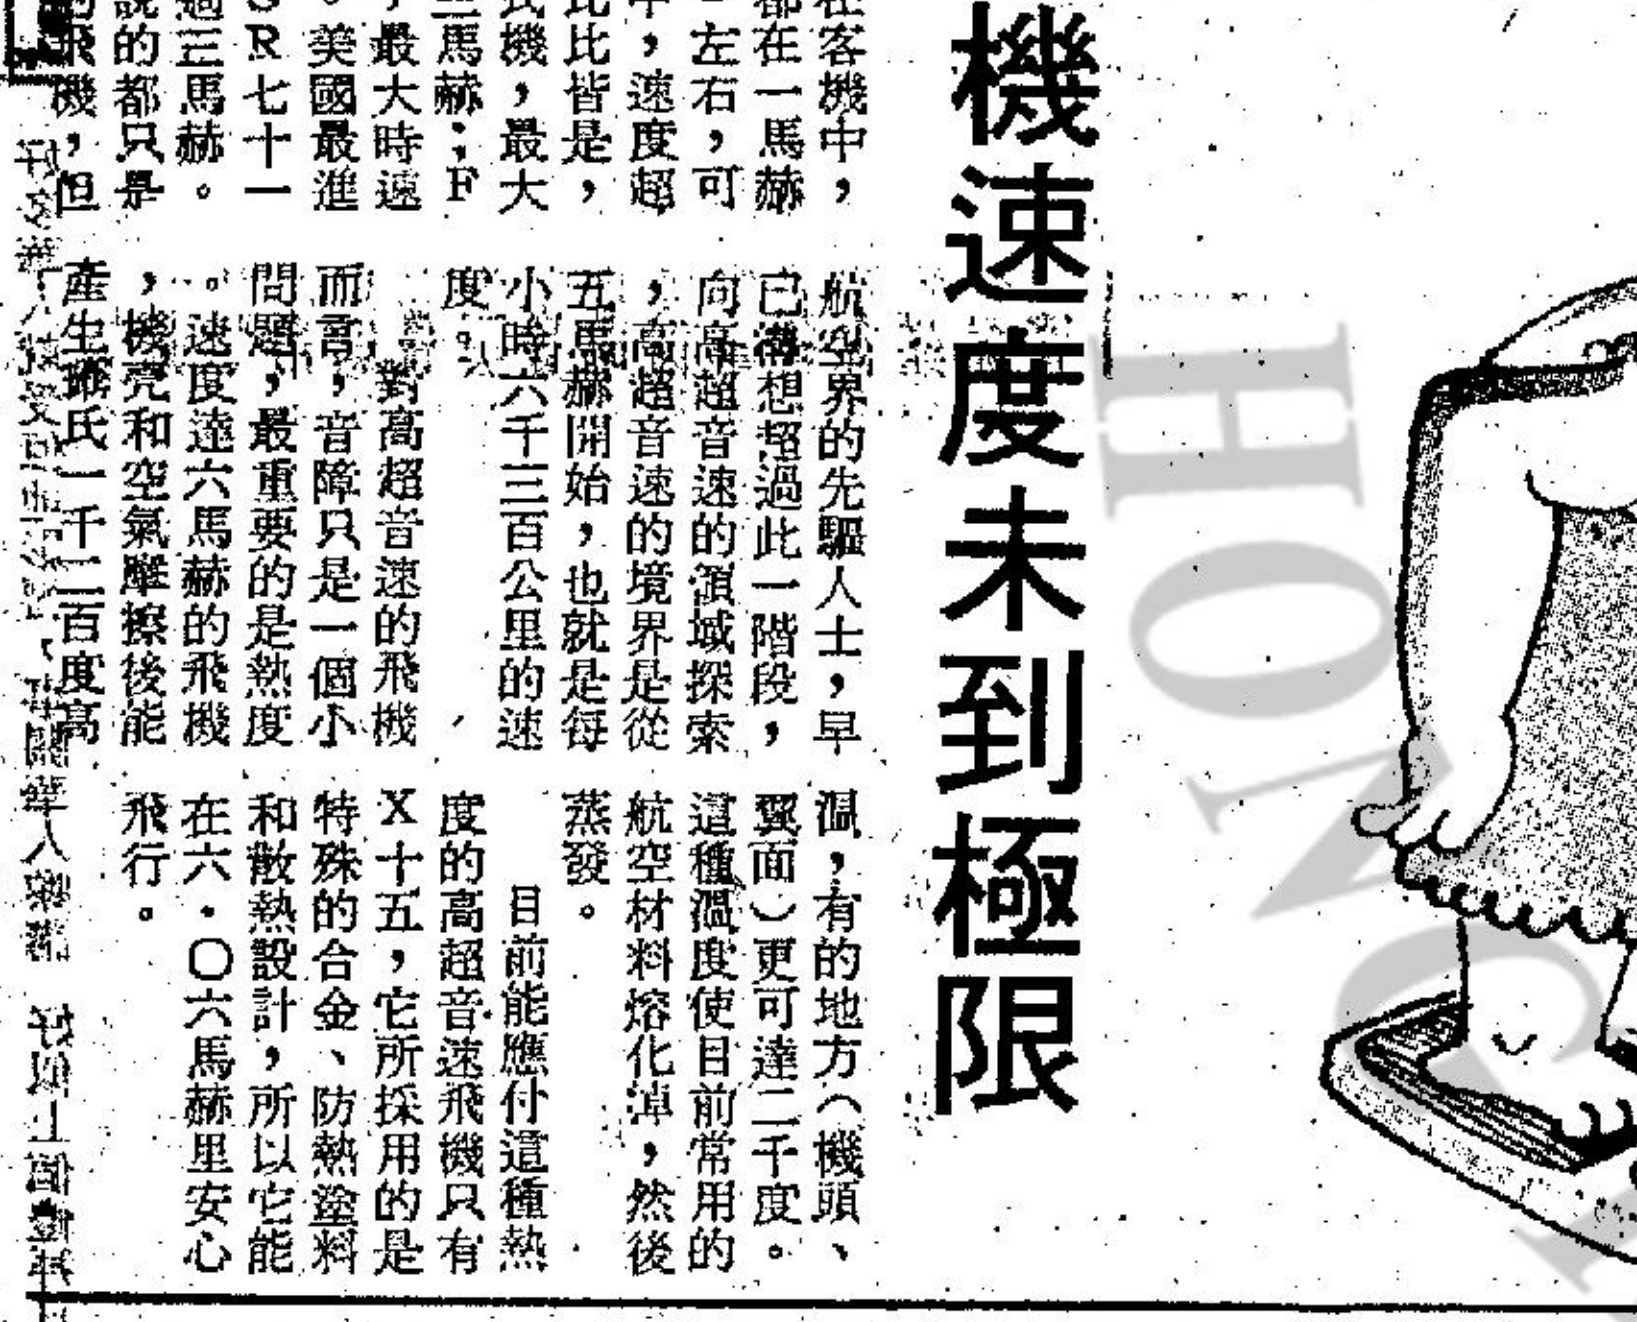 機速度未到極限
在客機中，
都在一馬赫
左右，可
中，速度超
比比皆是，
式機，最大
三馬赫；F
，最大時速
。美國最進
SR七十一
過三馬赫。
說的都只是
的飛機，但
航空界的先驅人士，早
已構想超過此一階段，
向高超音速的領域探索
，高超音速的境界是從
五馬赫開始，也就是每
小時六千三百公里的速
度。
對高超音速的飛機
而言，音障只是一個小
問題，最重要的是熱度
。速度達六馬赫的飛機
，機壳和空氣摩擦後能
產生攝氏一千二百度高
溫，有的地方（機頭、
翼面）更可達二千度。
這種溫度使目前常用的
航空材料熔化掉，然後
蒸發。
目前能應付這種熱
度的高超音速飛機只有
X十五，它所採用的是
特殊的合金、防熱塗料
和散熱設計，所以它能
在六・〇六馬赫里安心
飛行。
HONG